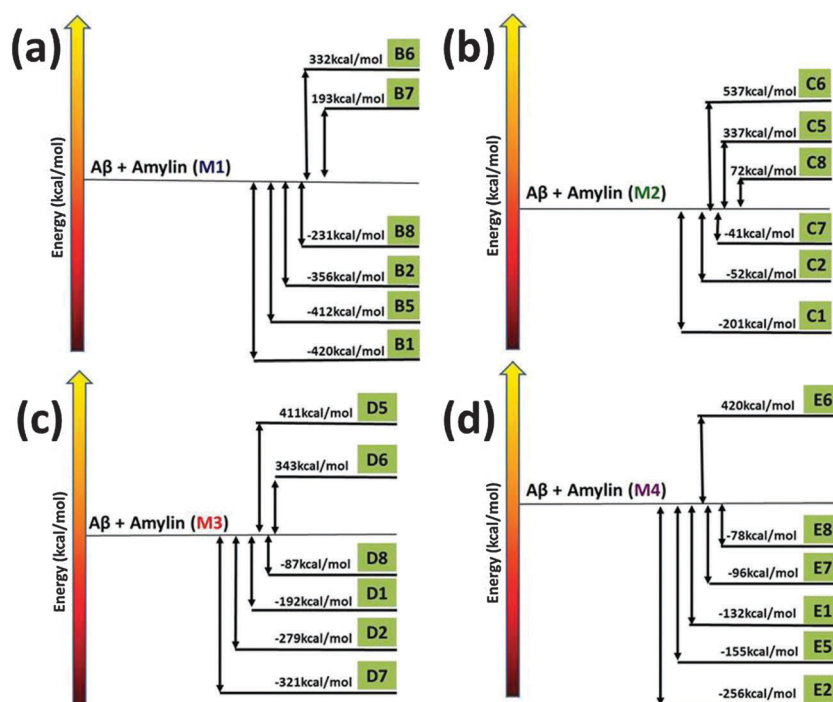 (a)
Energy (kcal/mol)
332kcal/mol B6
193kcal/mol B7
Aβ + Amylin (M1)
-231kcal/mol B8
-356kcal/mol B2
-412kcal/mol B5
-420kcal/mol B1
(b)
Energy (kcal/mol)
537kcal/mol C6
337kcal/mol C5
72kcal/mol C8
Aβ + Amylin (M2)
-41kcal/mol C7
-52kcal/mol C2
-201kcal/mol C1
(c)
Energy (kcal/mol)
411kcal/mol D5
343kcal/mol D6
Aβ + Amylin (M3)
-87kcal/mol D8
-192kcal/mol D1
-279kcal/mol D2
-321kcal/mol D7
(d)
Energy (kcal/mol)
420kcal/mol E6
Aβ + Amylin (M4)
-78kcal/mol E8
-96kcal/mol E7
-132kcal/mol E1
-155kcal/mol E5
-256kcal/mol E2